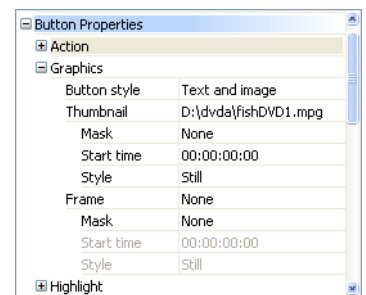 Button Properties
Action
Graphics
Button style Text and image
Thumbnail D:\dvda\fishDVD1.mpg
Mask None
Start time 00:00:00:00
Style Still
Frame None
Mask None
Start time 00:00:00:00
Style Still
Highlight